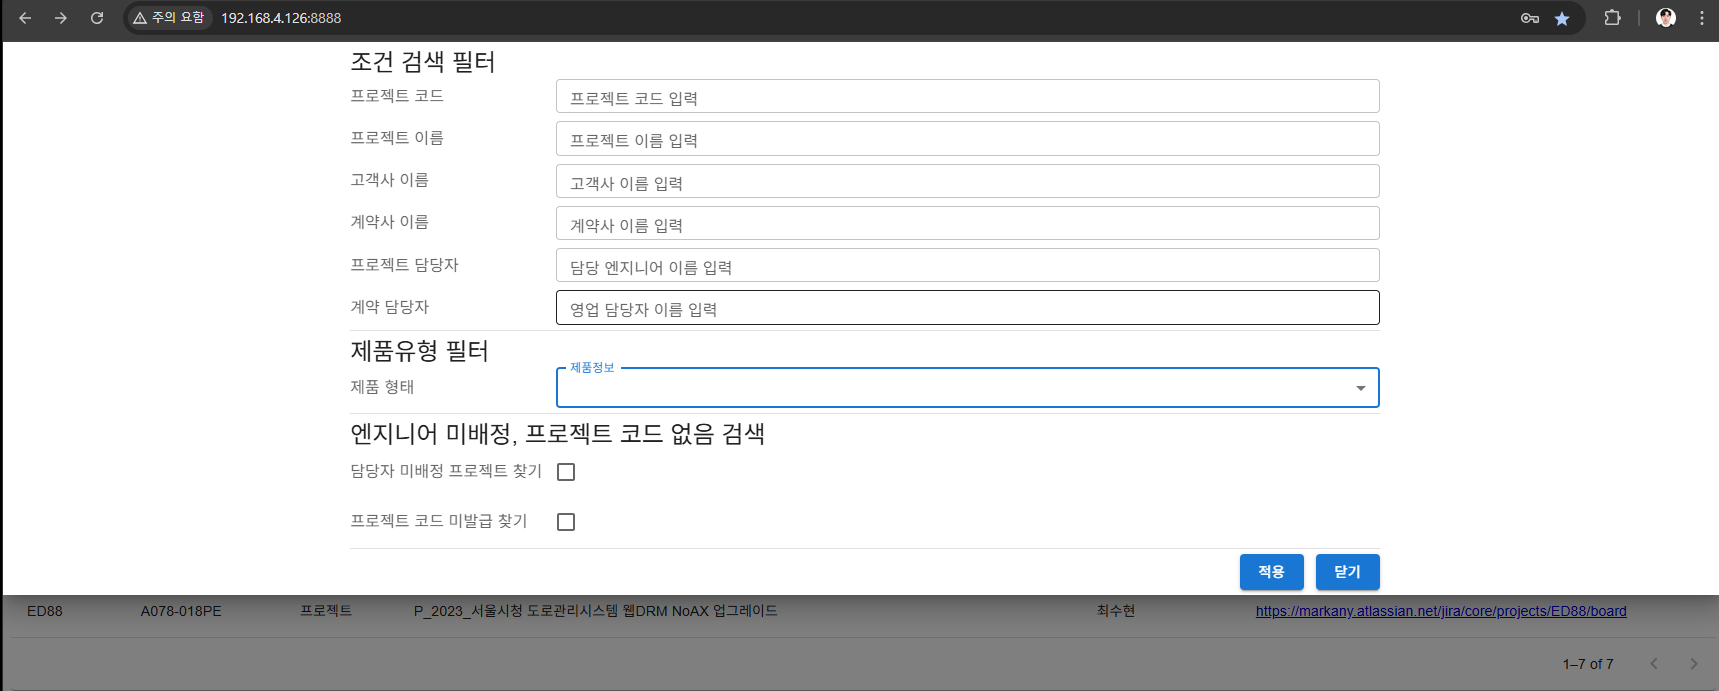 주의 요함 192.168.4.126:8888
조건 검색 필터
프로젝트 코드 프로젝트 코드 입력
프로젝트 이름 프로젝트 이름 입력
고객사 이름 고객사 이름 입력
계약사 이름 계약사 이름 입력
프로젝트 담당자 담당 엔지니어 이름 입력
계약 담당자 영업 담당자 이름 입력
제품유형 필터
제품정보
제품 형태
엔지니어 미배정, 프로젝트 코드 없음 검색
담당자 미배정 프로젝트 찾기
프로젝트 코드 미발급 찾기
적용 닫기
ED88 A078-018PE 프로젝트 P_2023_서울시청 도로관리시스템 웹DRM NoAX 업그레이드 최수현 https://markany.atlassian.net/jira/core/projects/ED88/board
1–7 of 7